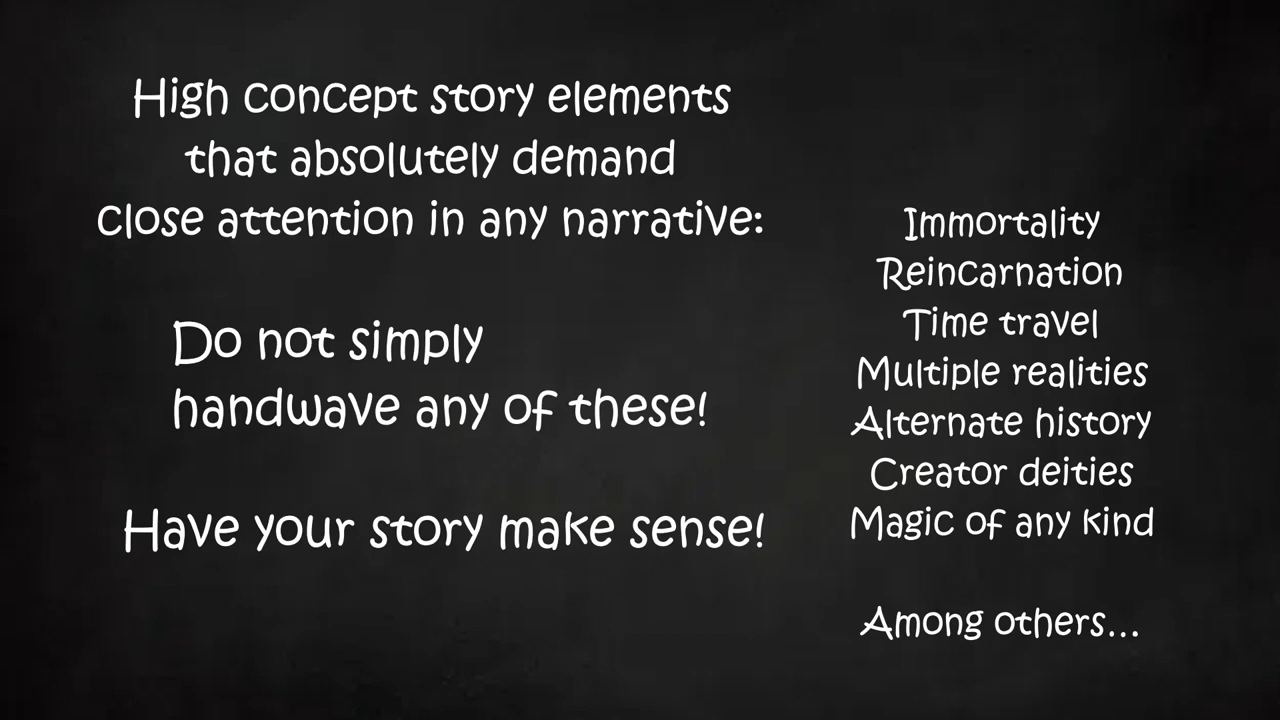 High concept story elements
that absolutely demand
close attention in any narrative:
Do not simply
handwave any of these!
Have your story make sense!
Immortality
Reincarnation
Time travel
Multiple realities
Alternate history
Creator deities
Magic of any kind
Among others...